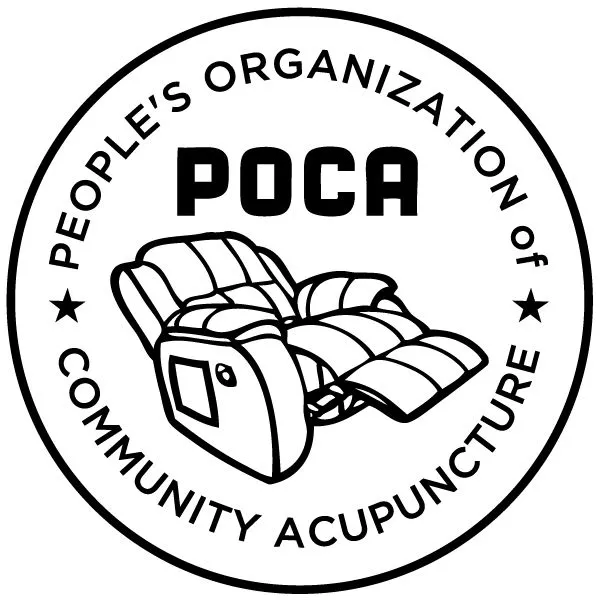 PEOPLE'S ORGANIZATION of
POCA
COMMUNITY ACUPUNCTURE